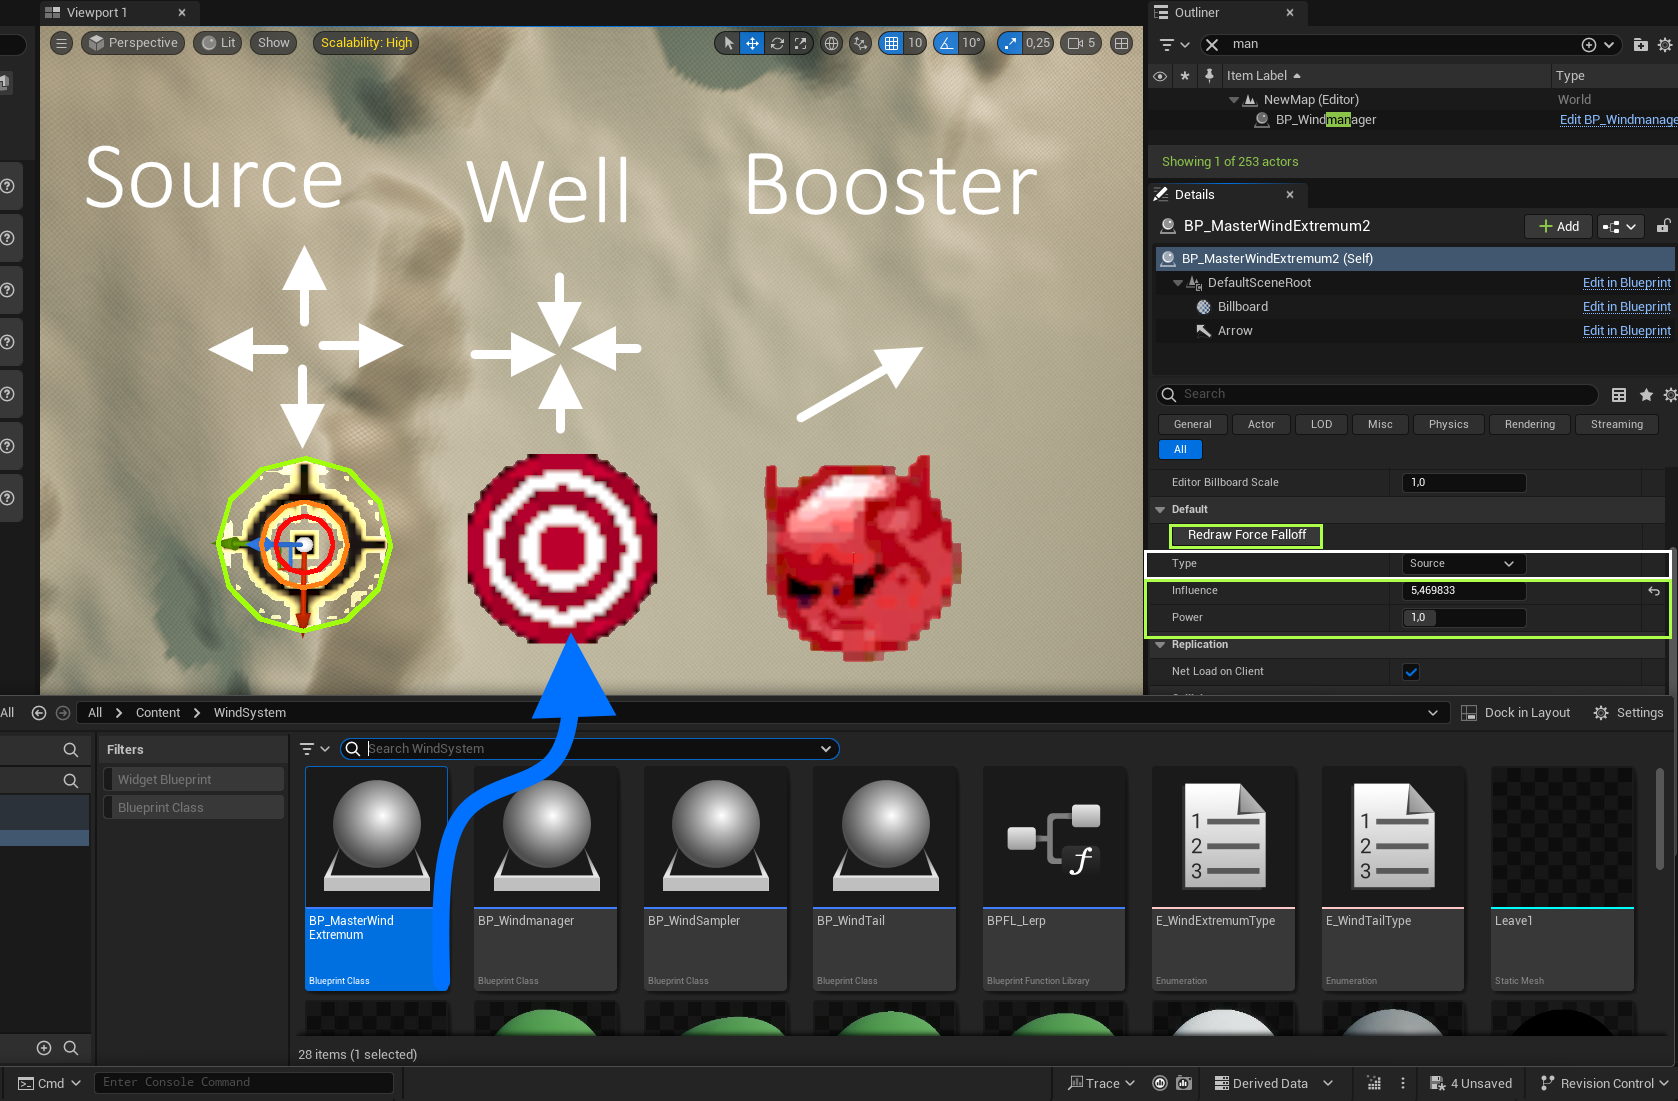 Viewport 1
Perspective
Lit
Show
Scalability: High
10
10°
0,25
5
Source
Well
Booster
Outliner
man
Item Label
Type
NewMap (Editor)
World
BP_Windmanager
Edit BP_Windmanage
Showing 1 of 253 actors
Details
BP_MasterWindExtremum2
Add
BP_MasterWindExtremum2 (Self)
DefaultSceneRoot
Edit in Blueprint
Billboard
Edit in Blueprint
Arrow
Edit in Blueprint
Search
General
Actor
LOD
Misc
Physics
Rendering
Streaming
All
Editor Billboard Scale
1,0
Default
Redraw Force Falloff
Type
Source
Influence
5,469833
Power
1,0
Replication
Net Load on Client
All
All
Content
WindSystem
Dock in Layout
Settings
Filters
Widget Blueprint
Blueprint Class
Search WindSystem
BP_MasterWind
Extremum
Blueprint Class
BP_Windmanager
Blueprint Class
BP_WindSampler
Blueprint Class
BP_WindTail
Blueprint Class
f
BPFL_Lerp
Blueprint Function Library
1
2
3
E_WindExtremumType
Enumeration
1
2
3
E_WindTailType
Enumeration
Leave1
Static Mesh
28 items (1 selected)
Cmd
Enter Console Command
Trace
Derived Data
4 Unsaved
Revision Control